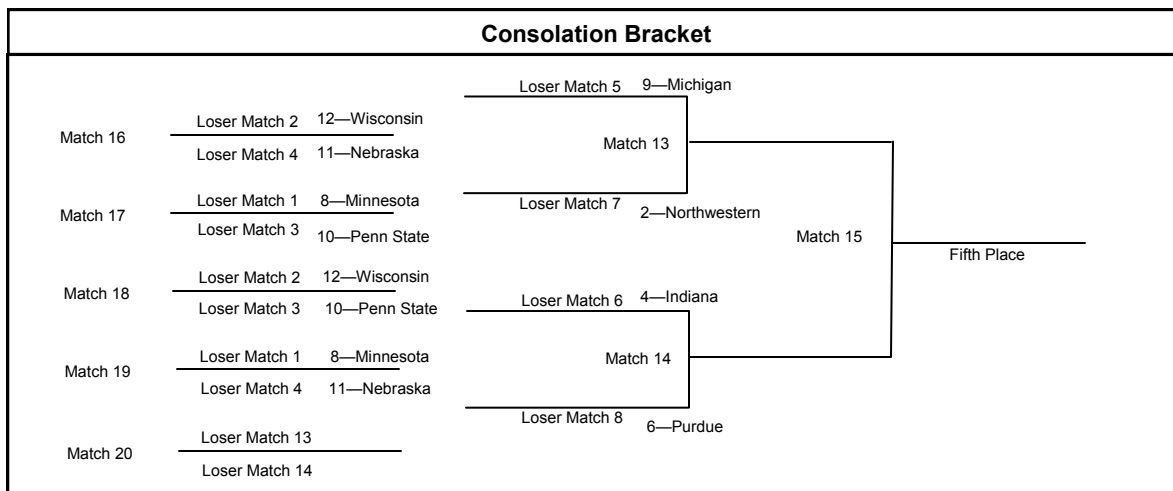 Consolation Bracket
Loser Match 5 9—Michigan
Match 16
Loser Match 2 12—Wisconsin
Loser Match 4 11—Nebraska
Match 13
Match 17
Loser Match 1 8—Minnesota
Loser Match 3 10—Penn State
Loser Match 7 2—Northwestern
Match 15
Fifth Place
Match 18
Loser Match 2 12—Wisconsin
Loser Match 3 10—Penn State
Loser Match 6 4—Indiana
Match 14
Match 19
Loser Match 1 8—Minnesota
Loser Match 4 11—Nebraska
Loser Match 8 6—Purdue
Match 20
Loser Match 13
Loser Match 14